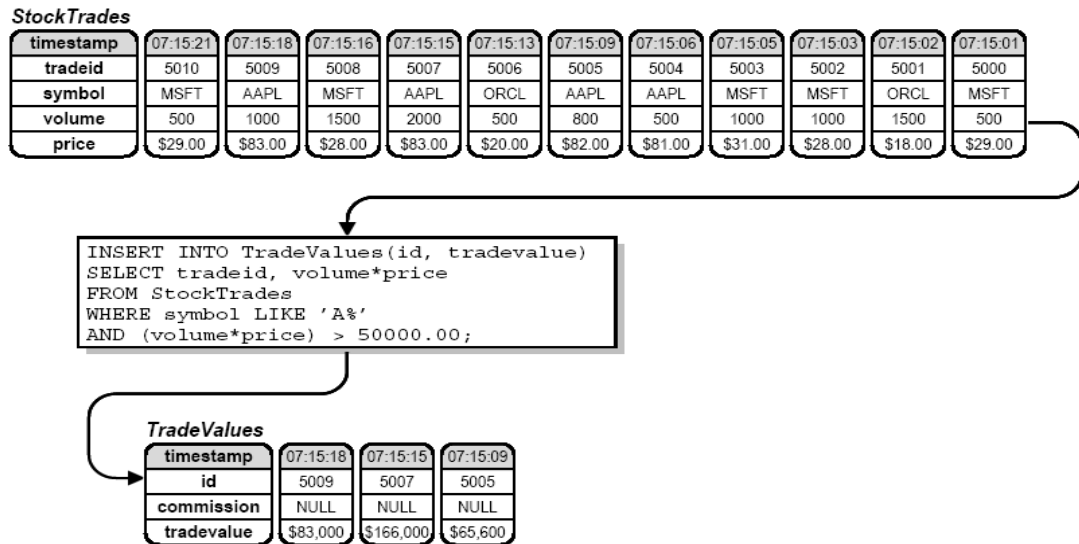 StockTrades
timestamp 07:15:21 07:15:18 07:15:16 07:15:15 07:15:13 07:15:09 07:15:06 07:15:05 07:15:03 07:15:02 07:15:01
tradeid 5010 5009 5008 5007 5006 5005 5004 5003 5002 5001 5000
symbol MSFT AAPL MSFT AAPL ORCL AAPL AAPL MSFT MSFT ORCL MSFT
volume 500 1000 1500 2000 500 800 500 1000 1000 1500 500
price $29.00 $83.00 $28.00 $83.00 $20.00 $82.00 $81.00 $31.00 $28.00 $18.00 $29.00
INSERT INTO TradeValues(id, tradevalue)
SELECT tradeid, volume*price
FROM StockTrades
WHERE symbol LIKE 'A%'
AND (volume*price) > 50000.00;
TradeValues
timestamp 07:15:18 07:15:15 07:15:09
id 5009 5007 5005
commission NULL NULL NULL
tradevalue $83,000 $166,000 $65,600